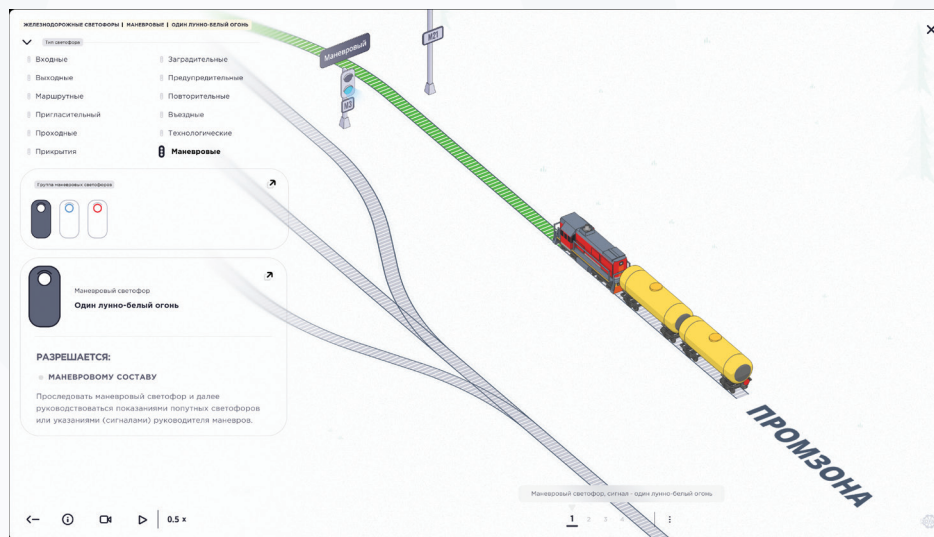 ЖЕЛЕЗНОДОРОЖНЫЕ СВЕТОФОРЫ | МАНЕВРОВЫЕ | ОДИН ЛУННО-БЕЛЫЙ ОГОНЬ
Тип светофора
Входные
Заградительные
Выходные
Предупредительные
Маршрутные
Повторительные
Пригласительный
Въездные
Проходные
Технологические
Прикрытия
Маневровые
Группа маневровых светофоров
Маневровый светофор
Один лунно-белый огонь
РАЗРЕШАЕТСЯ:
МАНЕВРОВОМУ СОСТАВУ
Проследовать маневровый светофор и далее
руководствоваться показаниями попутных светофоров
или указаниями (сигналами) руководителя маневров.
Маневровый
М3
М21
ПРОМЗОНА
Маневровый светофор, сигнал - один лунно-белый огонь
0.5 x
1 2 3 4